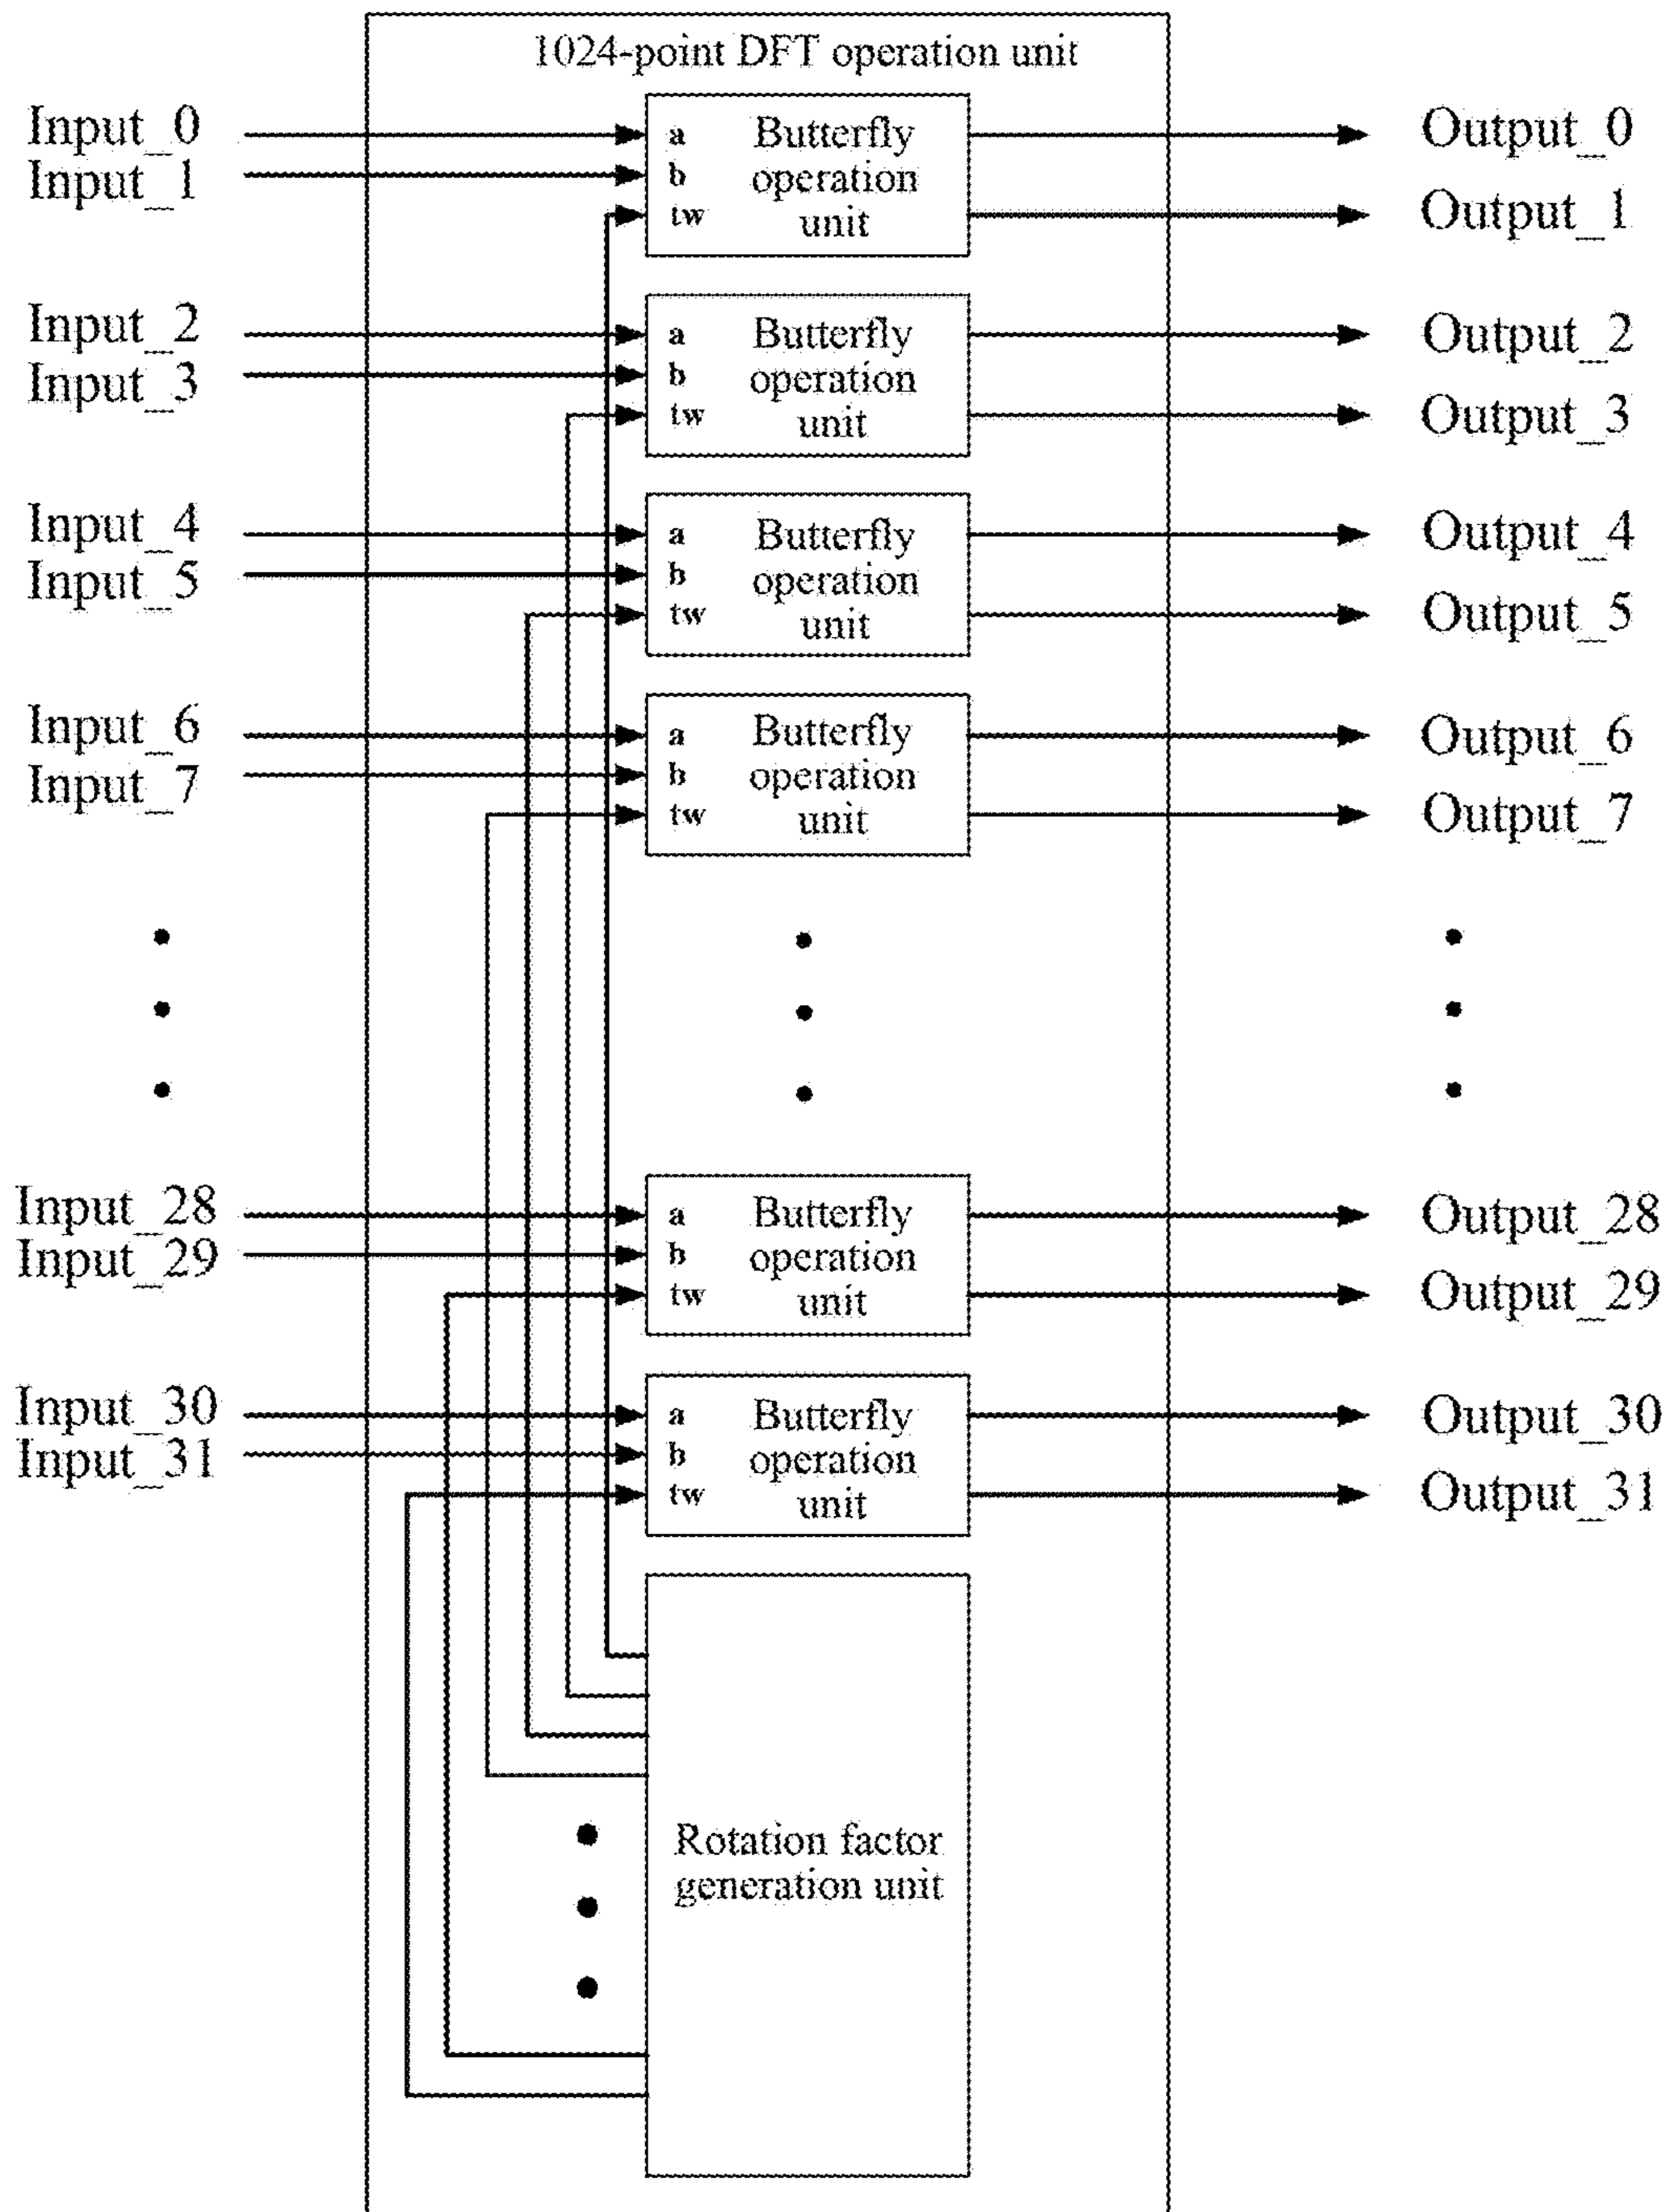 1024-point DFT operation unit
Input_0
Input_1
a
b
tw
Butterfly
operation
unit
Output_0
Output_1
Input_2
Input_3
a
b
tw
Butterfly
operation
unit
Output_2
Output_3
Input_4
Input_5
a
b
tw
Butterfly
operation
unit
Output_4
Output_5
Input_6
Input_7
a
b
tw
Butterfly
operation
unit
Output_6
Output_7
Input_28
Input_29
a
b
tw
Butterfly
operation
unit
Output_28
Output_29
Input_30
Input_31
a
b
tw
Butterfly
operation
unit
Output_30
Output_31
Rotation factor
generation unit